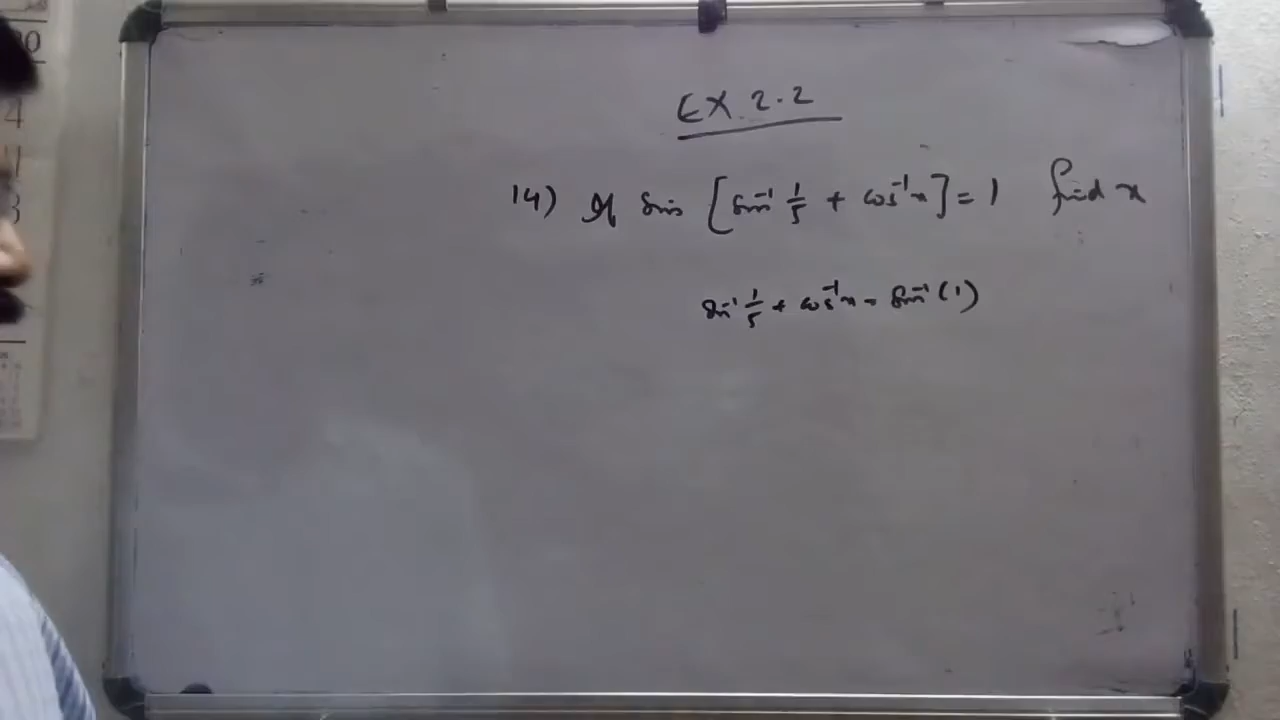 EX 2.2
14) If Sin [Sin⁻¹ 1/5 + cos⁻¹x] = 1 find x
Sin⁻¹ 1/5 + cos⁻¹x = Sin⁻¹(1)